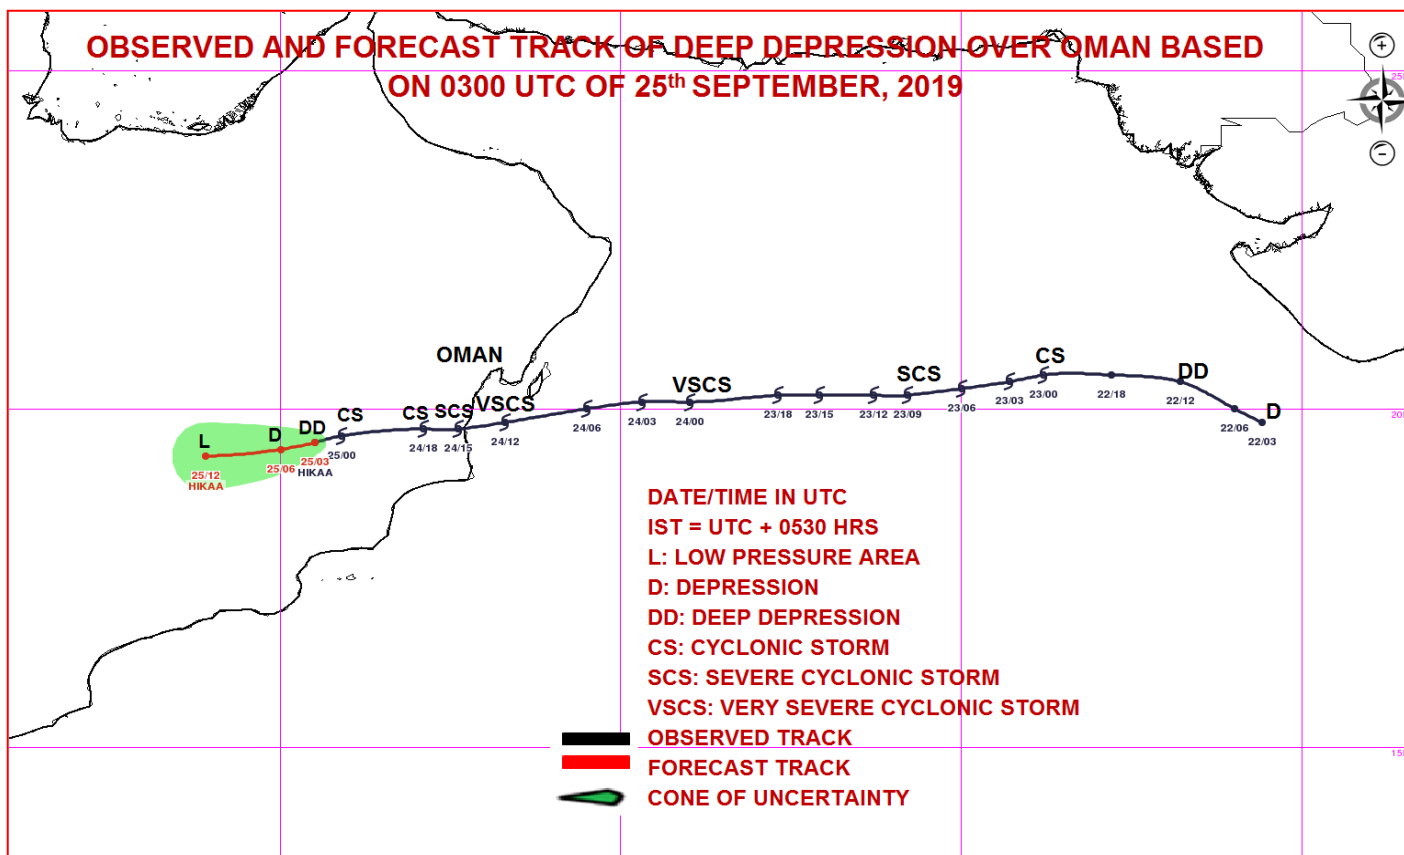 OBSERVED AND FORECAST TRACK OF DEEP DEPRESSION OVER OMAN BASED
ON 0300 UTC OF 25th SEPTEMBER, 2019
OMAN
L
D
DD
CS
CS
SCS
VSCS
VSCS
SCS
CS
DD
D
25/12
HIKAA
25/06
25/03
HIKAA
25/00
24/18
24/15
24/12
24/06
24/03
24/00
23/18
23/15
23/12
23/09
23/06
23/03
23/00
22/18
22/12
22/06
22/03
DATE/TIME IN UTC
IST = UTC + 0530 HRS
L: LOW PRESSURE AREA
D: DEPRESSION
DD: DEEP DEPRESSION
CS: CYCLONIC STORM
SCS: SEVERE CYCLONIC STORM
VSCS: VERY SEVERE CYCLONIC STORM
OBSERVED TRACK
FORECAST TRACK
CONE OF UNCERTAINTY